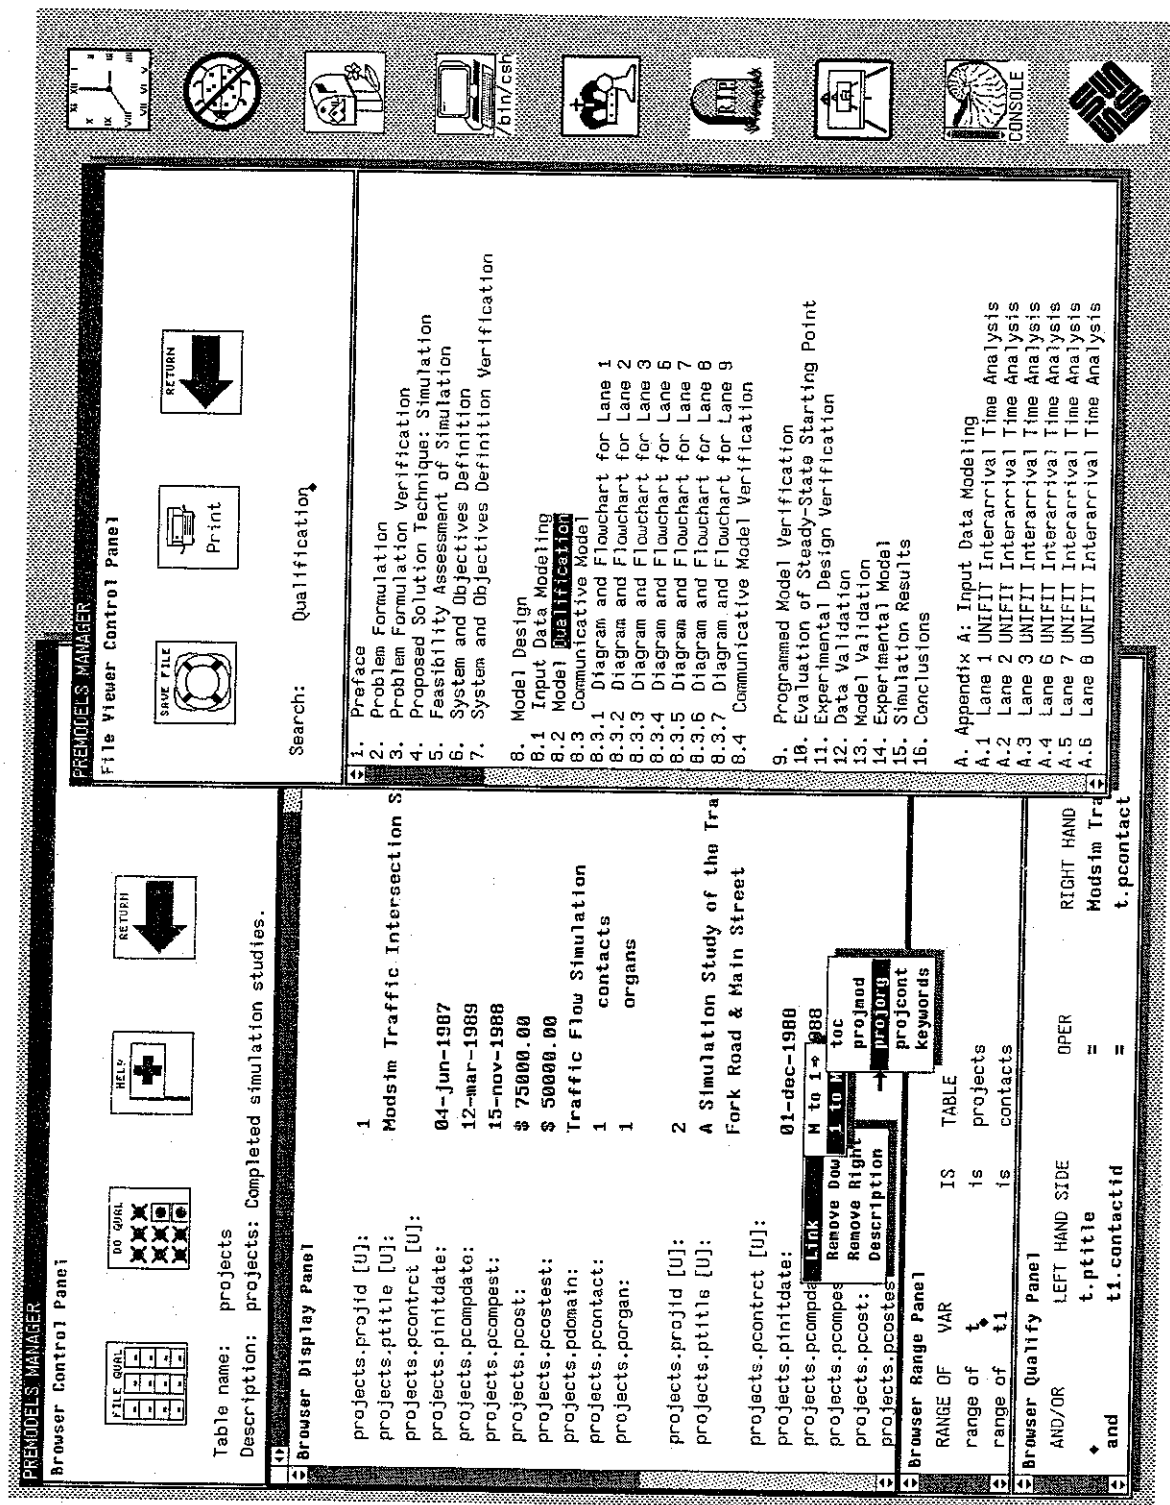 PREMODELS MANAGER
Browser Control Panel
FILE QUAL
DO QUAL
HELP
RETURN
Table name: projects
Description: projects: Completed simulation studies.
Browser Display Panel
projects.projid [U]: 1
projects.ptitle [U]: Modsim Traffic Intersection S
projects.pcontrct [U]:
projects.pinitdate: 04-jun-1987
projects.pcompdate: 12-mar-1989
projects.pcompest: 15-nov-1988
projects.pcost: $ 75000.00
projects.pcostest: $ 50000.00
projects.pdomain: Traffic Flow Simulation
projects.pcontact: 1 contacts
projects.porgan: 1 organs
projects.projid [U]: 2
projects.ptitle [U]: A Simulation Study of the Tra
Fork Road & Main Street
projects.pcontrct [U]:
projects.pinitdate: 01-dec-1988
projects.pcompda
projects.pcompes
projects.pcost:
projects.pcostes
Link
Remove Dow
Remove Right
Description
M to 1
988
1 to M
toc
projmod
projorg
projcont
keywords
Browser Range Panel
RANGE OF VAR IS TABLE
range of t is projects
range of t1 is contacts
Browser Qualify Panel
AND/OR LEFT HAND SIDE OPER RIGHT HAND
t.ptitle = Modsim Tra
and t1.contactid = t.pcontact
PREMODELS MANAGER
File Viewer Control Panel
SAVE FILE
Print
RETURN
Search: Qualification
1. Preface
2. Problem Formulation
3. Problem Formulation Verification
4. Proposed Solution Technique: Simulation
5. Feasibility Assessment of Simulation
6. System and Objectives Definition
7. System and Objectives Definition Verification
8. Model Design
8.1 Input Data Modeling
8.2 Model Qualification
8.3 Communicative Model
8.3.1 Diagram and Flowchart for Lane 1
8.3.2 Diagram and Flowchart for Lane 2
8.3.3 Diagram and Flowchart for Lane 3
8.3.4 Diagram and Flowchart for Lane 6
8.3.5 Diagram and Flowchart for Lane 7
8.3.6 Diagram and Flowchart for Lane 8
8.3.7 Diagram and Flowchart for Lane 9
8.4 Communicative Model Verification
9. Programmed Model Verification
10. Evaluation of Steady-State Starting Point
11. Experimental Design Verification
12. Data Validation
13. Model Validation
14. Experimental Model
15. Simulation Results
16. Conclusions
A. Appendix A: Input Data Modeling
A.1 Lane 1 UNIFIT Interarrival Time Analysis
A.2 Lane 2 UNIFIT Interarrival Time Analysis
A.3 Lane 3 UNIFIT Interarrival Time Analysis
A.4 Lane 6 UNIFIT Interarrival Time Analysis
A.5 Lane 7 UNIFIT Interarrival Time Analysis
A.6 Lane 8 UNIFIT Interarrival Time Analysis
/bin/csh
R.I.P.
CONSOLE